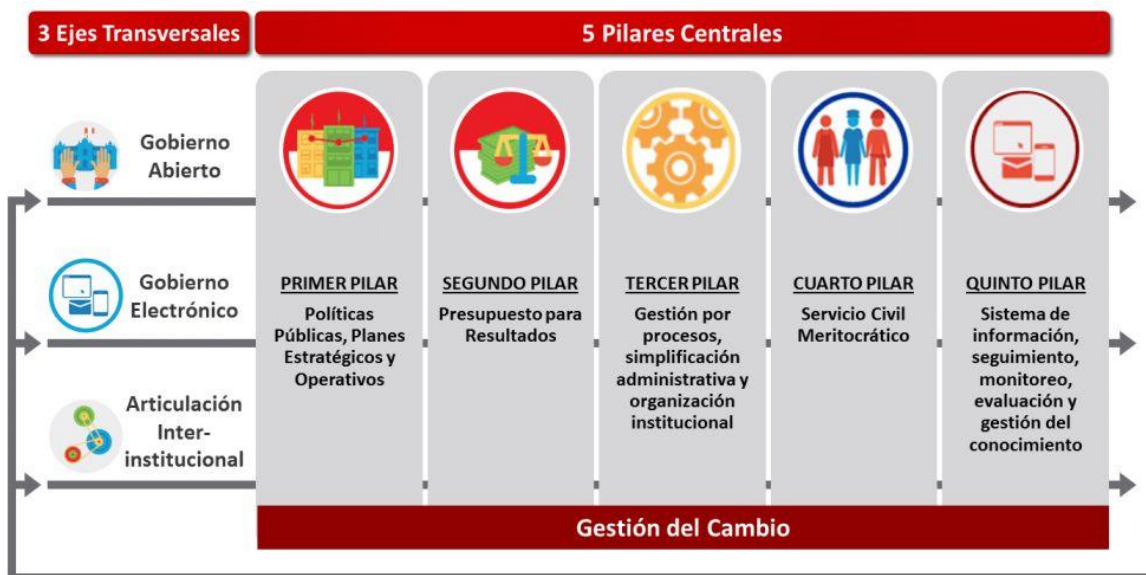 3 Ejes Transversales
5 Pilares Centrales
Gobierno
Abierto
Gobierno
Electrónico
Articulación
Inter-
institucional
PRIMER PILAR
Políticas
Públicas, Planes
Estratégicos y
Operativos
SEGUNDO PILAR
Presupuesto para
Resultados
TERCER PILAR
Gestión por
procesos,
simplificación
administrativa y
organización
institucional
CUARTO PILAR
Servicio Civil
Meritocrático
QUINTO PILAR
Sistema de
información,
seguimiento,
monitoreo,
evaluación y
gestión del
conocimiento
Gestión del Cambio